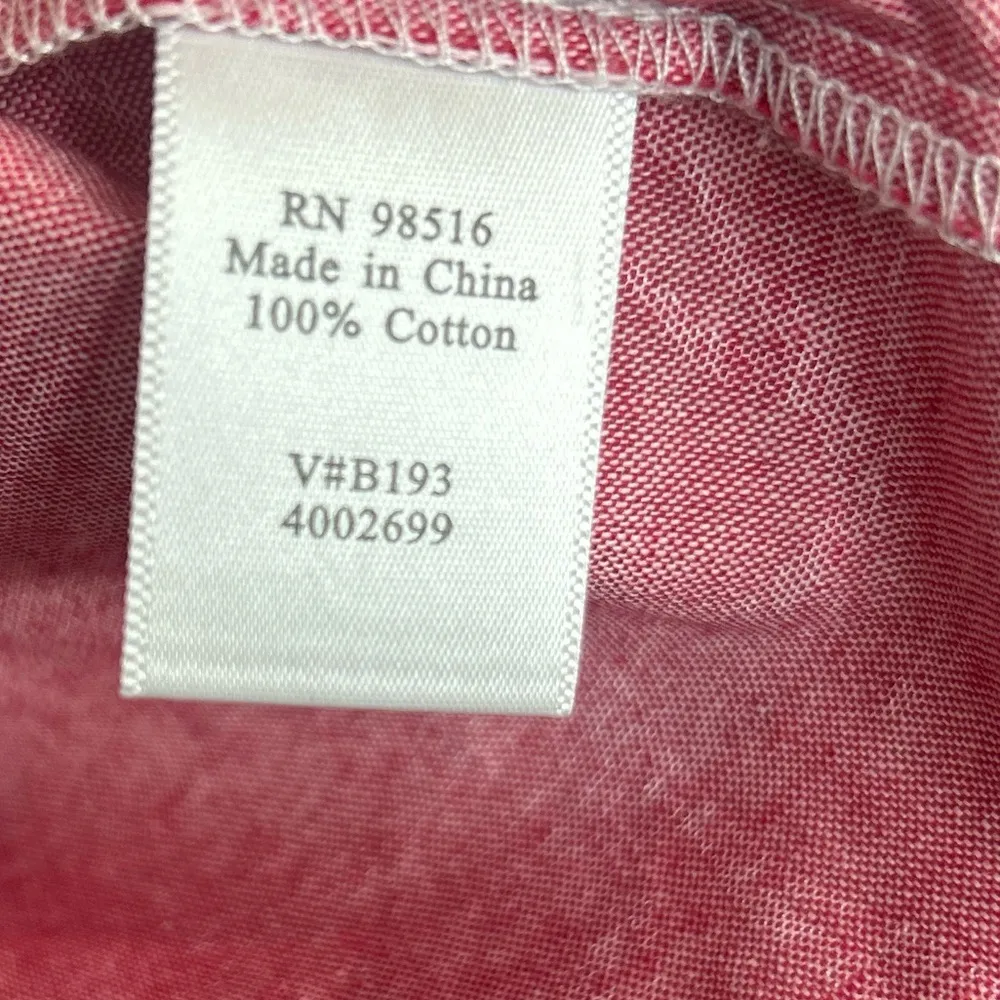 RN 98516
Made in China
100% Cotton
V#B193
4002699